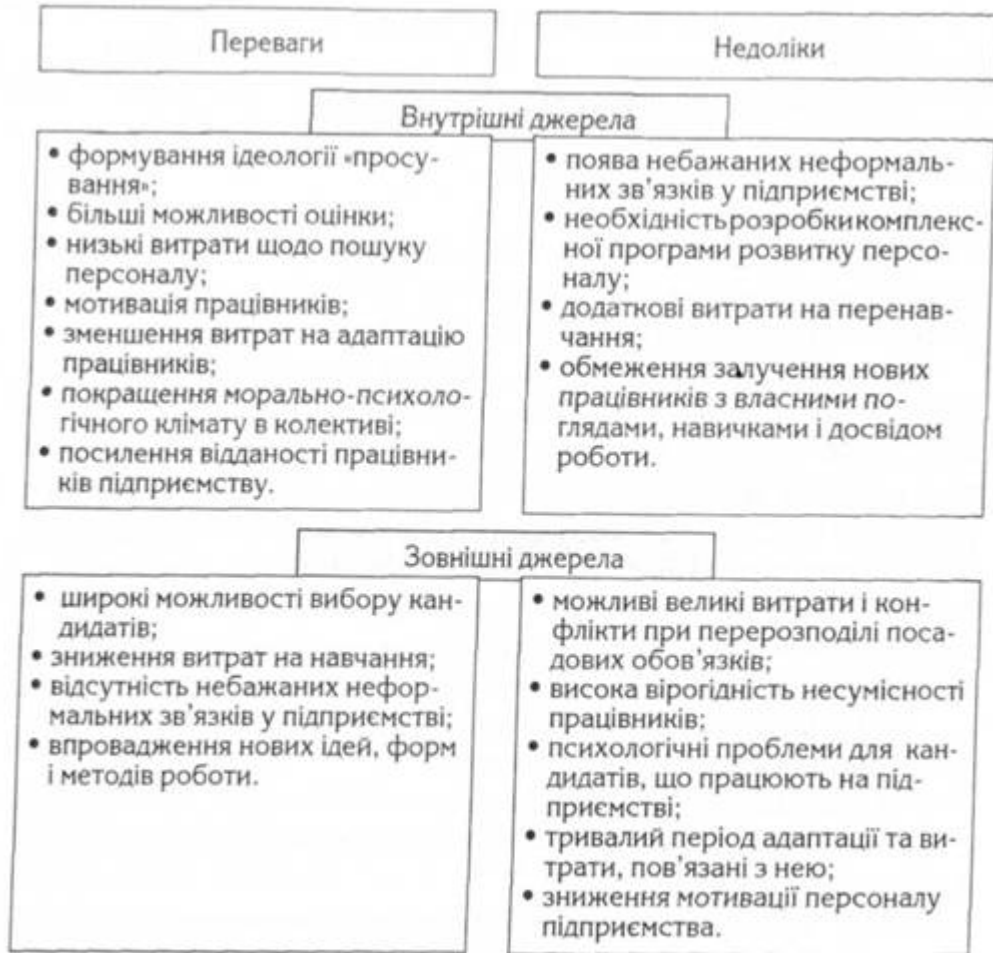 Переваги
Недоліки
Внутрішні джерела
• формування ідеології «просу-
вання»;
• більші можливості оцінки;
• низькі витрати щодо пошуку
персоналу;
• мотивація працівників;
• зменшення витрат на адаптацію
працівників;
• покращення морально-психоло-
гічного клімату в колективі;
• посилення відданості працівни-
ків підприємству.
• поява небажаних неформаль-
них зв'язків у підприємстві;
• необхідність розробки комплекс-
ної програми розвитку персо-
налу;
• додаткові витрати на перенав-
чання;
• обмеження залучення нових
працівників з власними по-
глядами, навичками і досвідом
роботи.
Зовнішні джерела
• широкі можливості вибору кан-
дидатів;
• зниження витрат на навчання;
• відсутність небажаних нефор-
мальних зв'язків у підприємстві;
• впровадження нових ідей, форм
і методів роботи.
• можливі великі витрати і кон-
флікти при перерозподілі поса-
дових обов'язків;
• висока вірогідність несумісності
працівників;
• психологічні проблеми для кан-
дидатів, що працюють на під-
приємстві;
• тривалий період адаптації та ви-
трати, пов'язані з нею;
• зниження мотивації персоналу
підприємства.